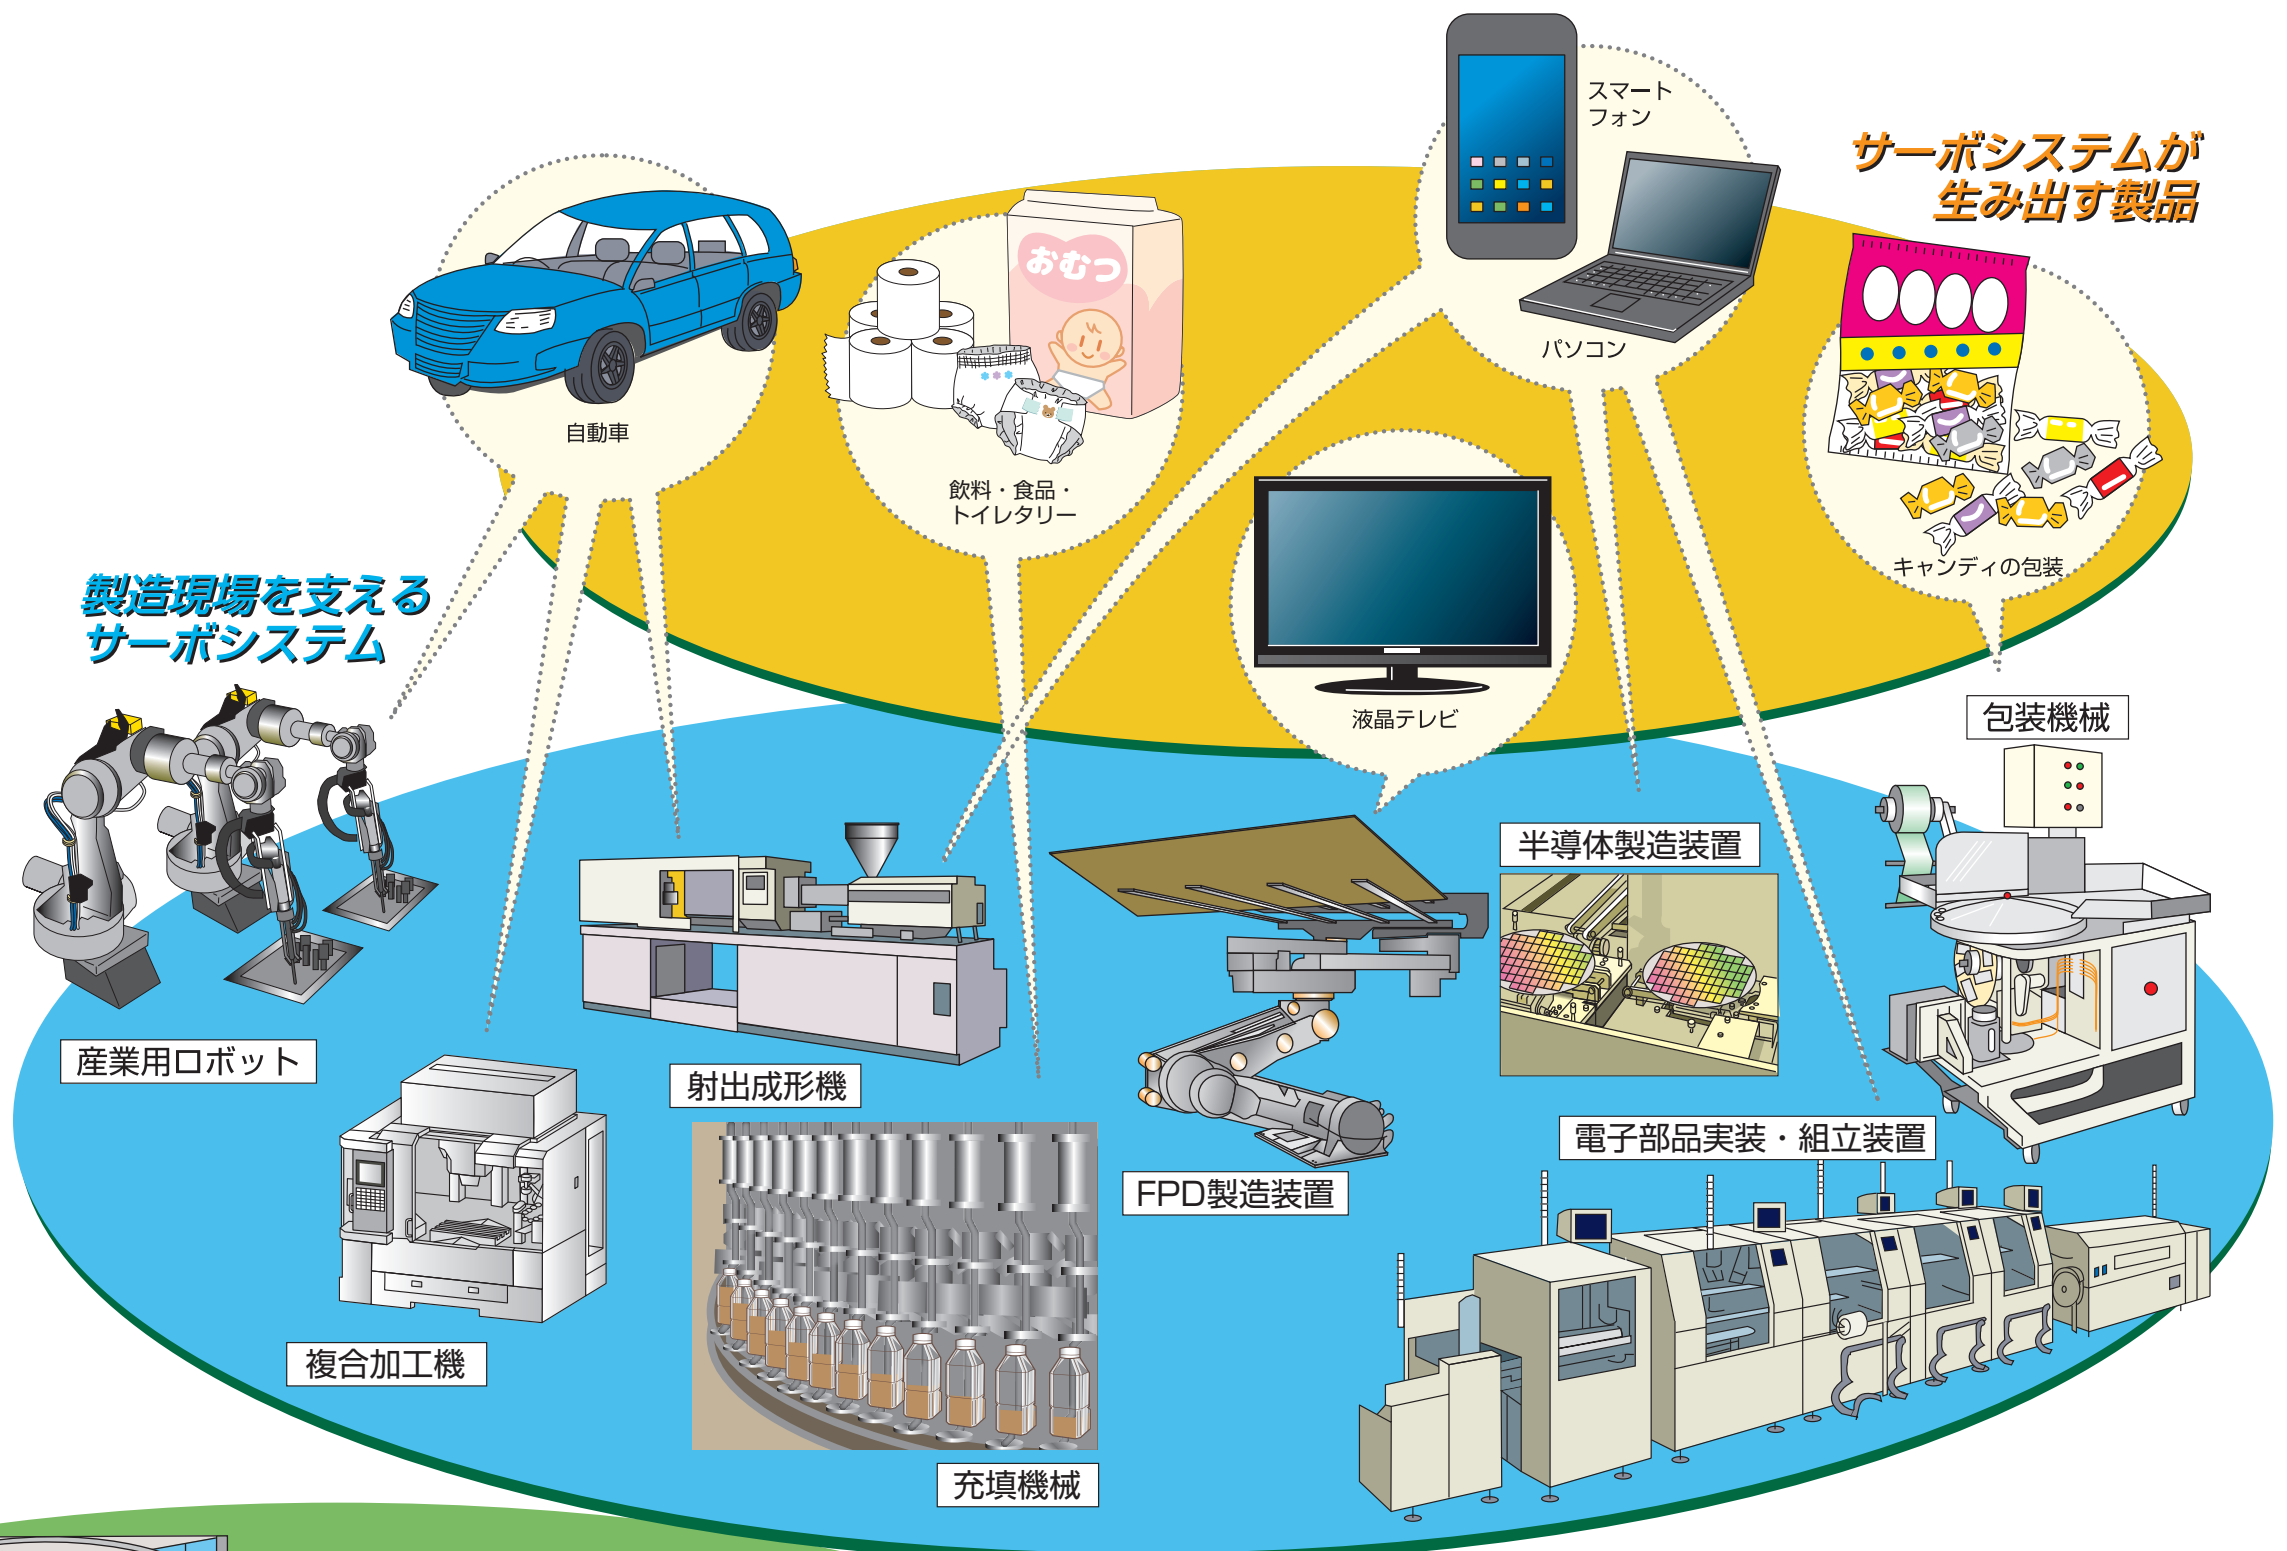 スマート
フォン
サーボシステムが
生み出す製品
おむつ
パソコン
自動車
飲料・食品・
トイレタリー
キャンディの包装
製造現場を支える
サーボシステム
液晶テレビ
包装機械
半導体製造装置
産業用ロボット
射出成形機
電子部品実装・組立装置
FPD製造装置
複合加工機
充填機械